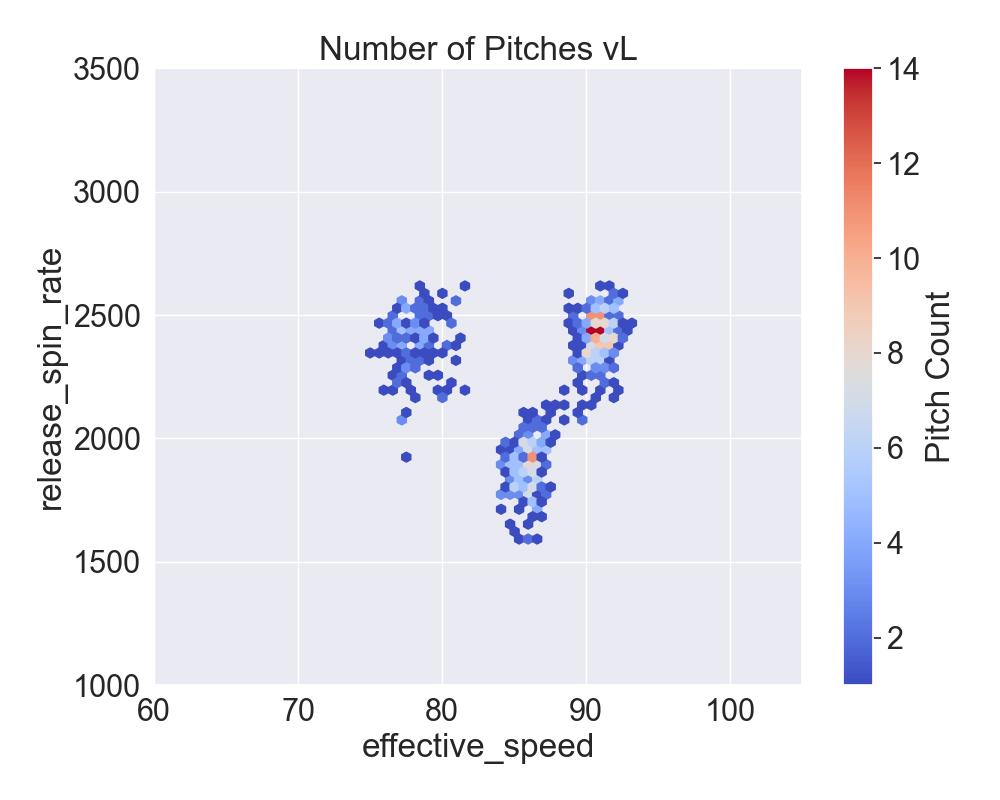 Number of Pitches vL
3500
3000
2500
2000
1500
1000
release_spin_rate
60 70 80 90 100
effective_speed
14
12
10
8
6
4
2
Pitch Count